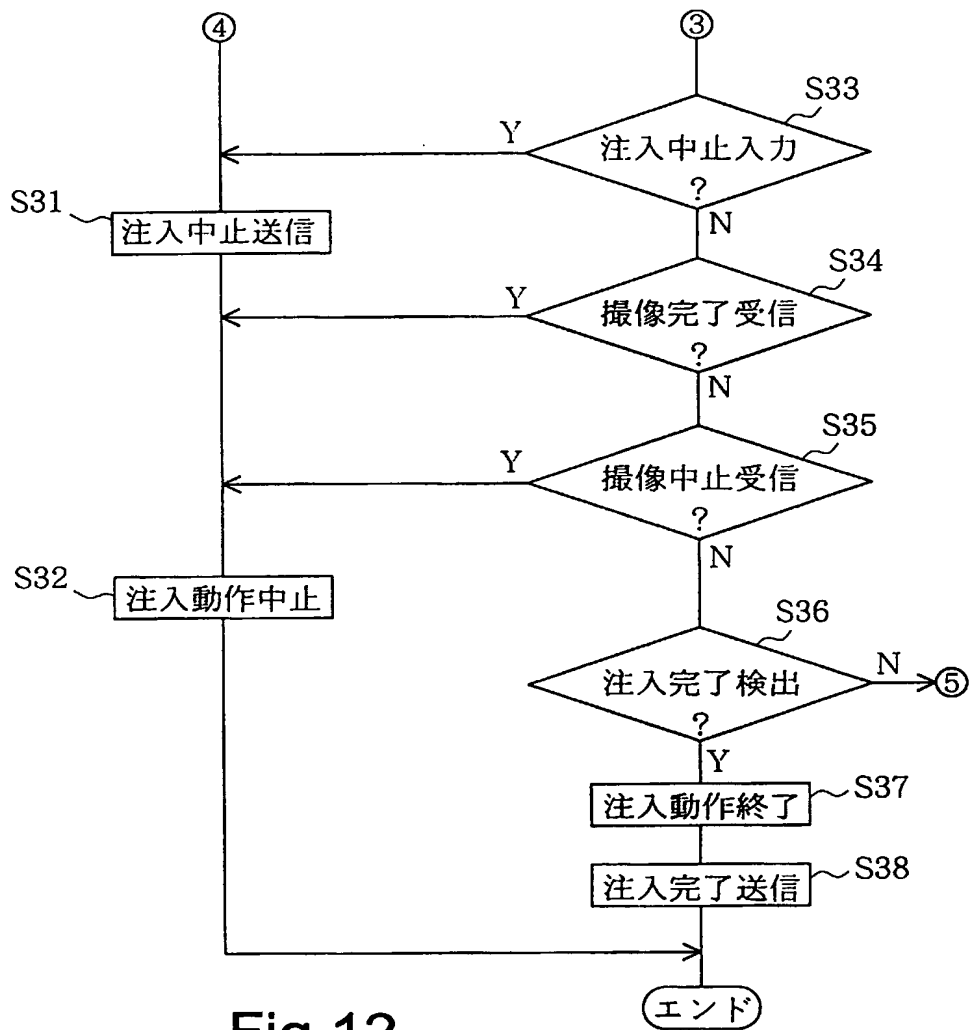 ④
③
S33
Y
注入中止入力
?
N
S31
注入中止送信
S34
Y
撮像完了受信
?
N
S35
Y
撮像中止受信
?
N
S32
注入動作中止
S36
注入完了検出
?
N
⑤
Y
注入動作終了
S37
注入完了送信
S38
エンド